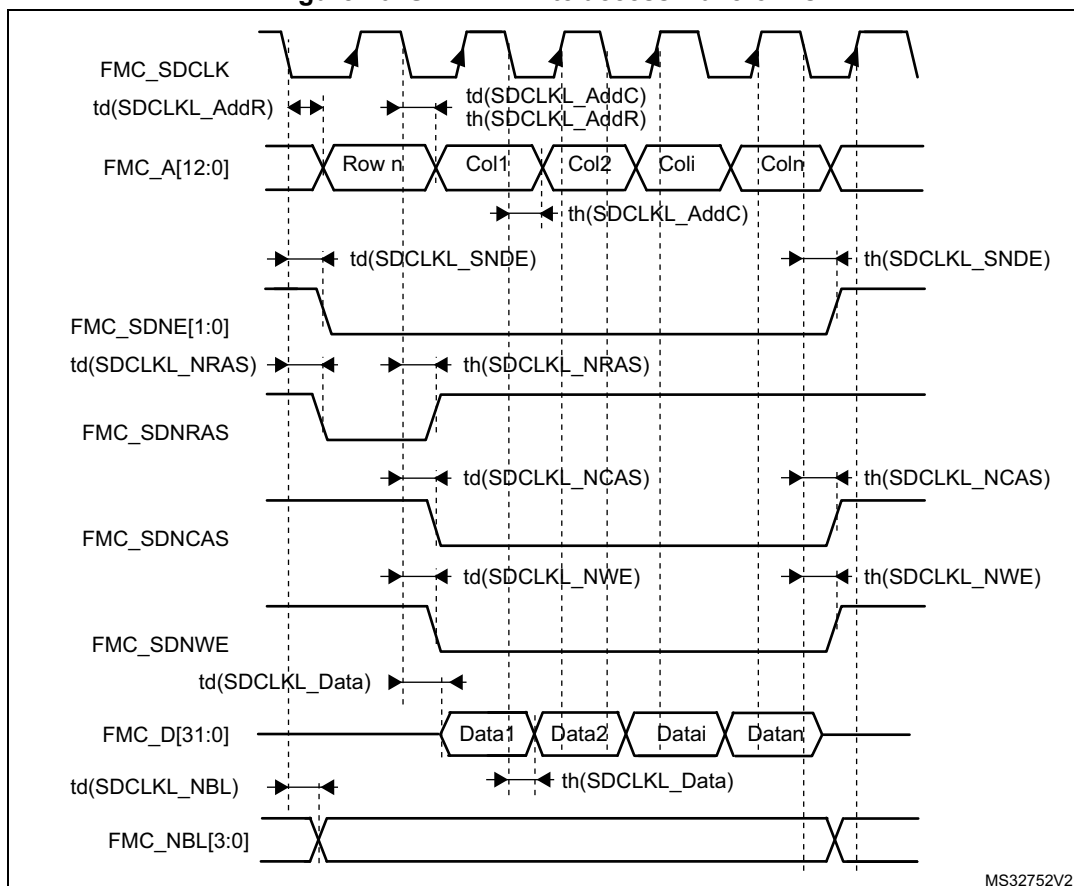 FMC_SDCLK
td(SDCLKL_AddR)
td(SDCLKL_AddC)
th(SDCLKL_AddR)
FMC_A[12:0]
Row n
Col1
Col2
Coli
Coln
th(SDCLKL_AddC)
td(SDCLKL_SNDE)
th(SDCLKL_SNDE)
FMC_SDNE[1:0]
td(SDCLKL_NRAS)
th(SDCLKL_NRAS)
FMC_SDNRAS
td(SDCLKL_NCAS)
th(SDCLKL_NCAS)
FMC_SDNCAS
td(SDCLKL_NWE)
th(SDCLKL_NWE)
FMC_SDNWE
td(SDCLKL_Data)
FMC_D[31:0]
Data1
Data2
Datai
Datan
td(SDCLKL_NBL)
th(SDCLKL_Data)
FMC_NBL[3:0]
MS32752V2